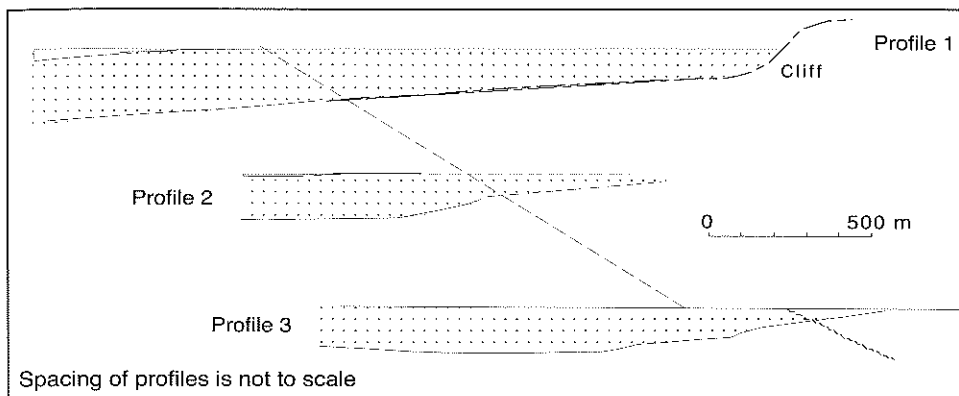 Profile 1
Cliff
Profile 2
0 500 m
Profile 3
Spacing of profiles is not to scale